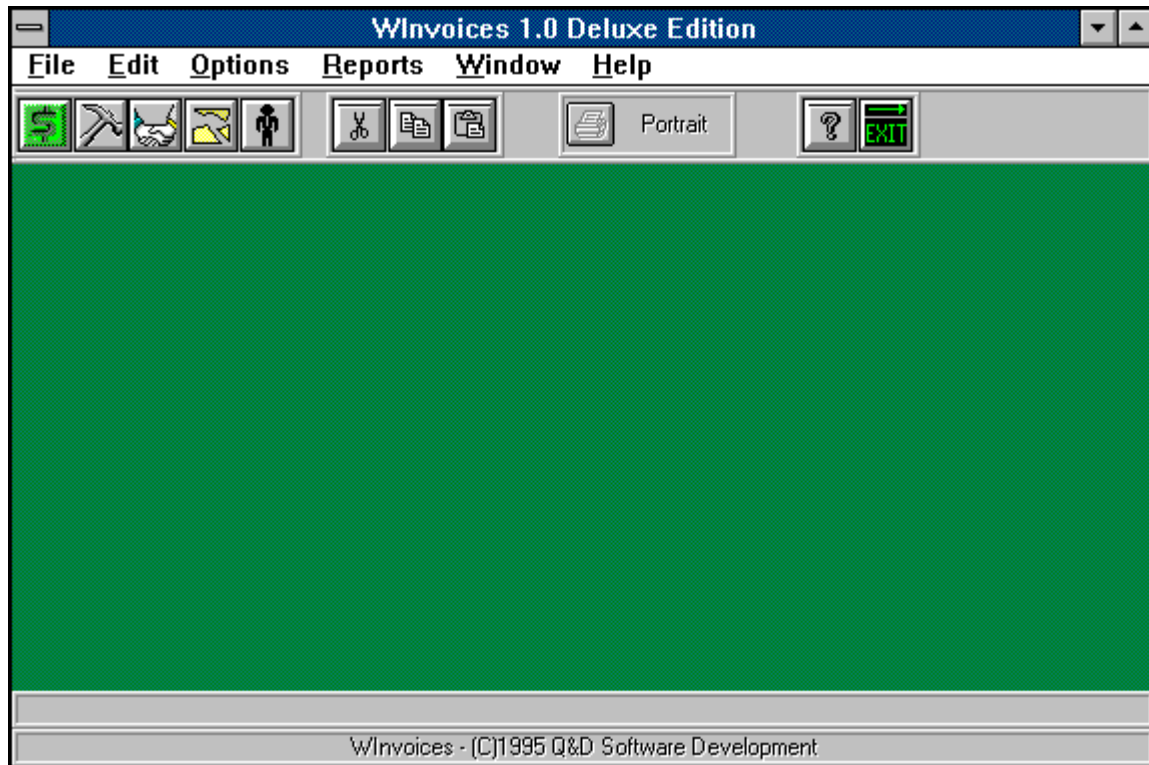 WInvoices 1.0 Deluxe Edition
File Edit Options Reports Window Help
Portrait EXIT
WInvoices - (C)1995 Q&D Software Development